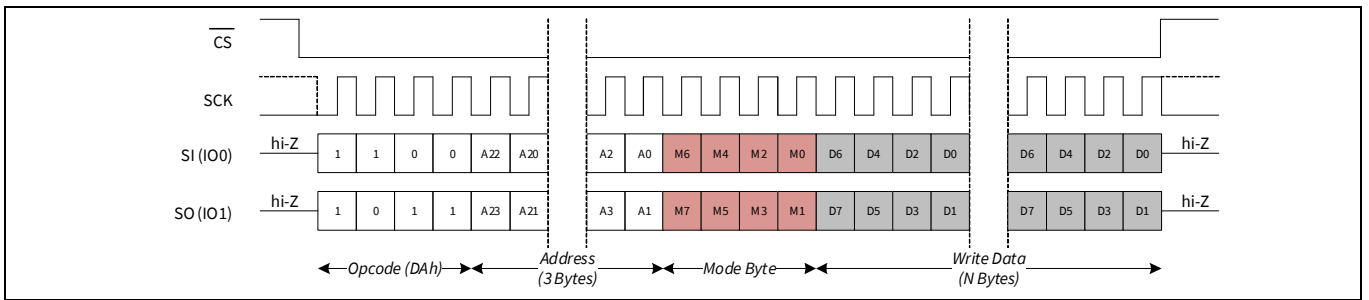 CS
SCK
SI (IO0) hi-Z 1 1 0 0 A22 A20 A2 A0 M6 M4 M2 M0 D6 D4 D2 D0 D6 D4 D2 D0 hi-Z
SO (IO1) hi-Z 1 0 1 1 A23 A21 A3 A1 M7 M5 M3 M1 D7 D5 D3 D1 D7 D5 D3 D1 hi-Z
Opcode (DAh) Address Mode Byte Write Data
(3 Bytes) (N Bytes)